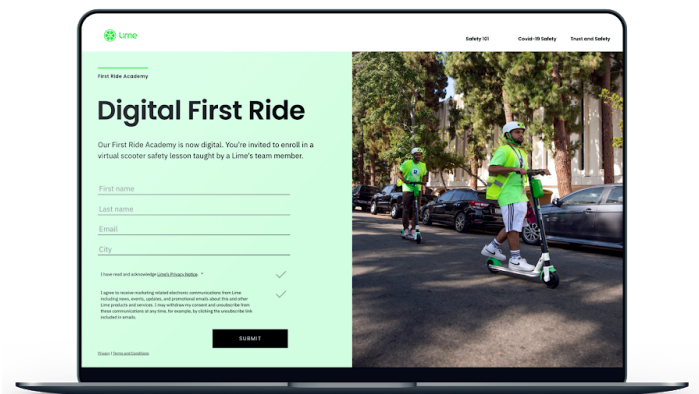 Lime
Safety 101 Covid-19 Safety Trust and Safety
First Ride Academy
Digital First Ride
Our First Ride Academy is now digital. You're invited to enroll in a
virtual scooter safety lesson taught by a Lime's team member.
First name
Last name
Email
City
I have read and acknowledge Lime's Privacy Notice *
I agree to receive marketing related electronic communications from Lime
including news, events, updates, and promotional emails about this and other
Lime products and services. I may withdraw my consent and unsubscribe from
these communications at any time, for example, by clicking the unsubscribe link
included in emails.
SUBMIT
Privacy | Terms and Conditions